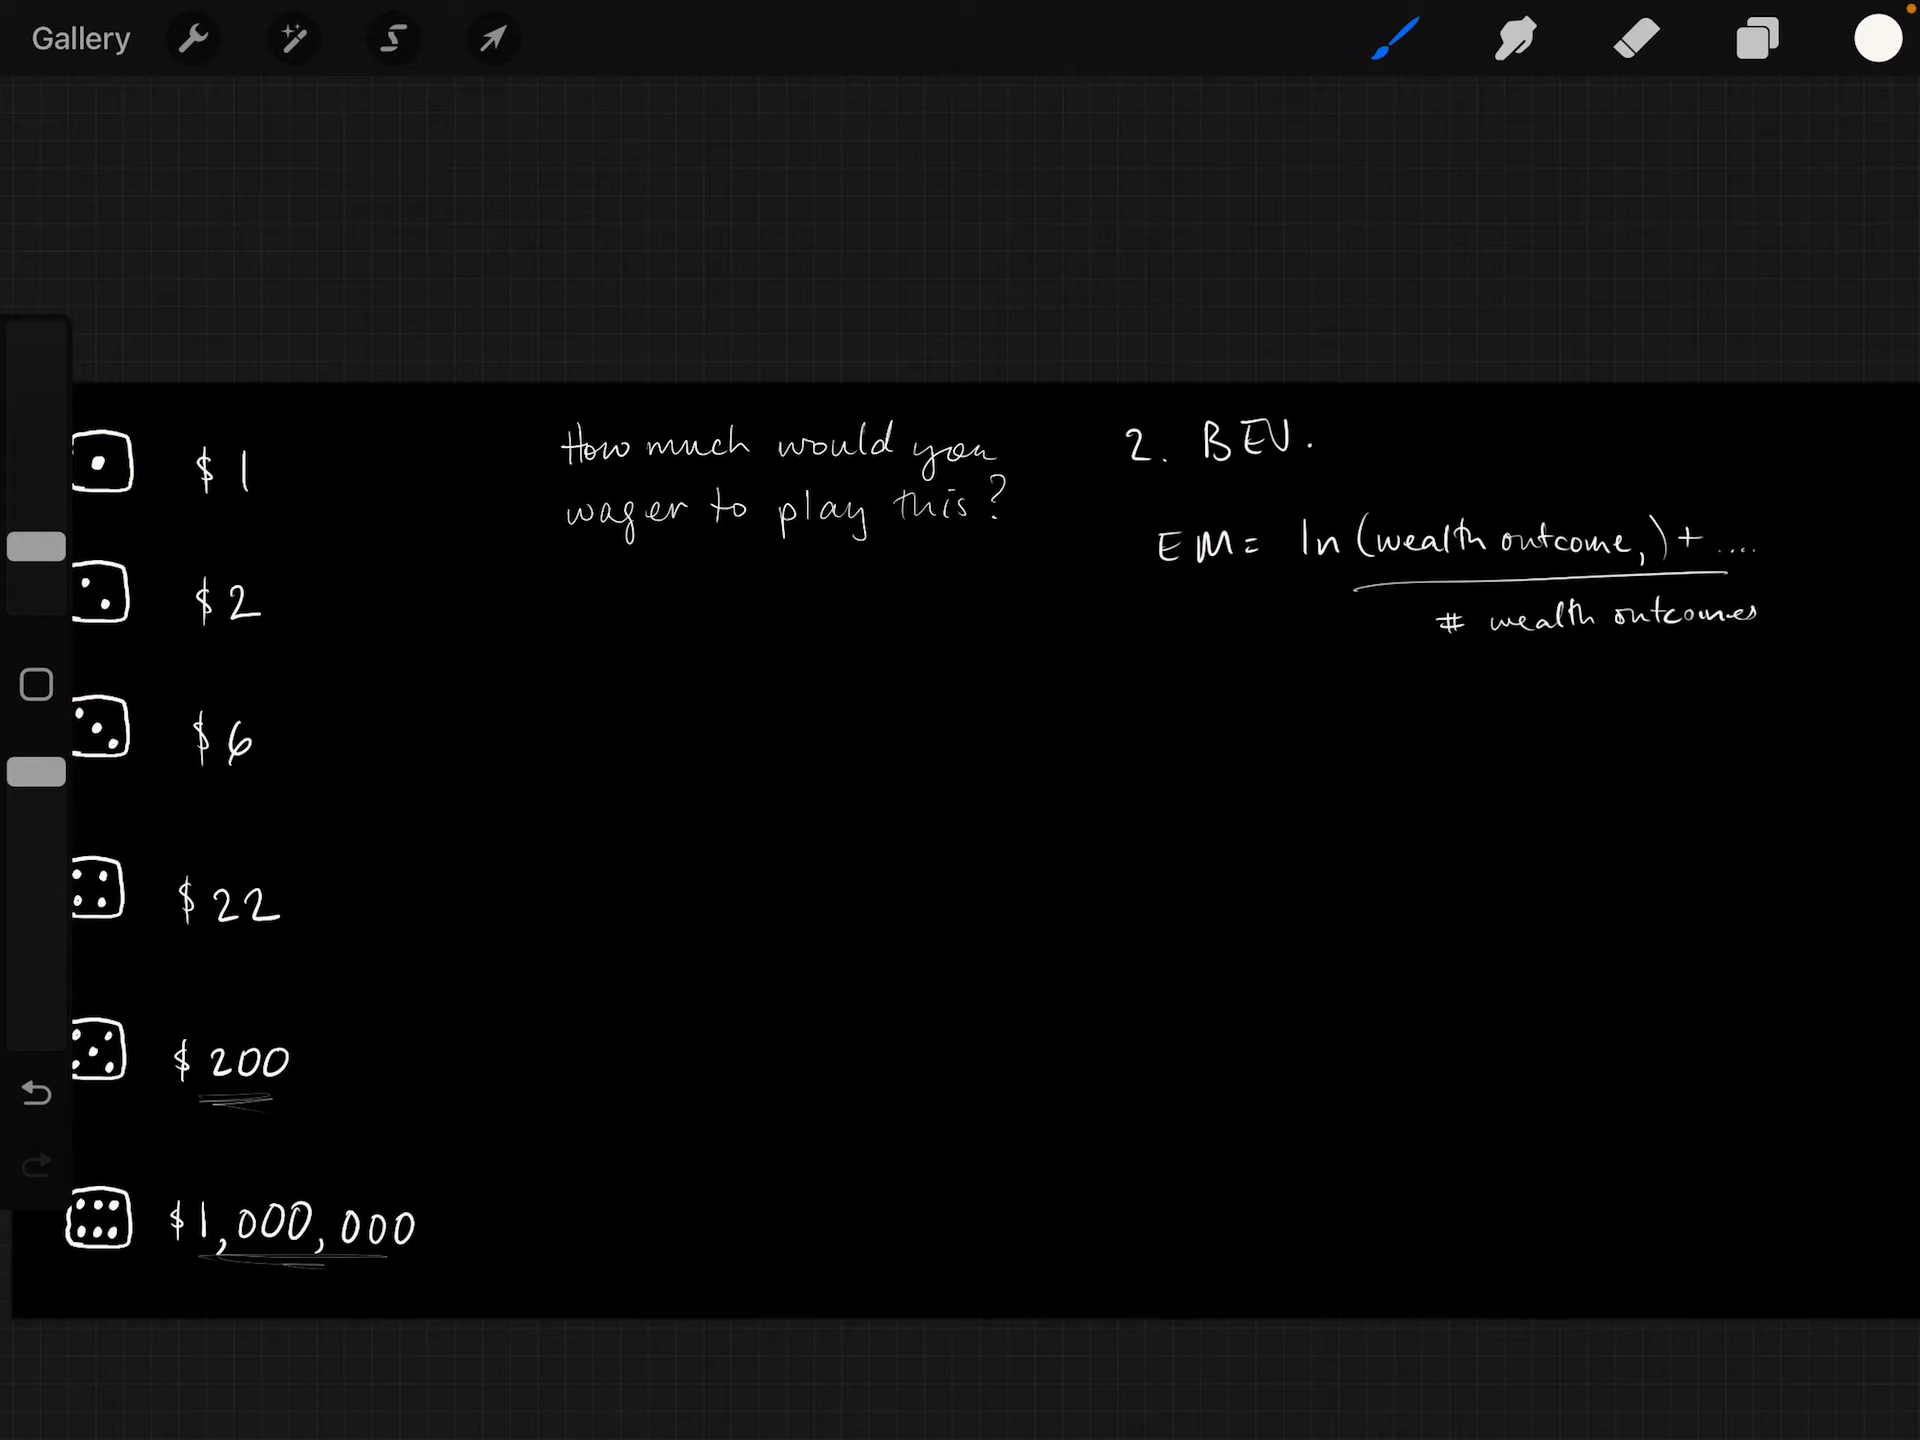 Gallery
$ 1
$ 2
$ 6
$ 22
$ 200
$ 1,000,000
How much would you
wager to play this?
2. BEV.
EM = ln (wealth outcome,) + ....
# wealth outcomes